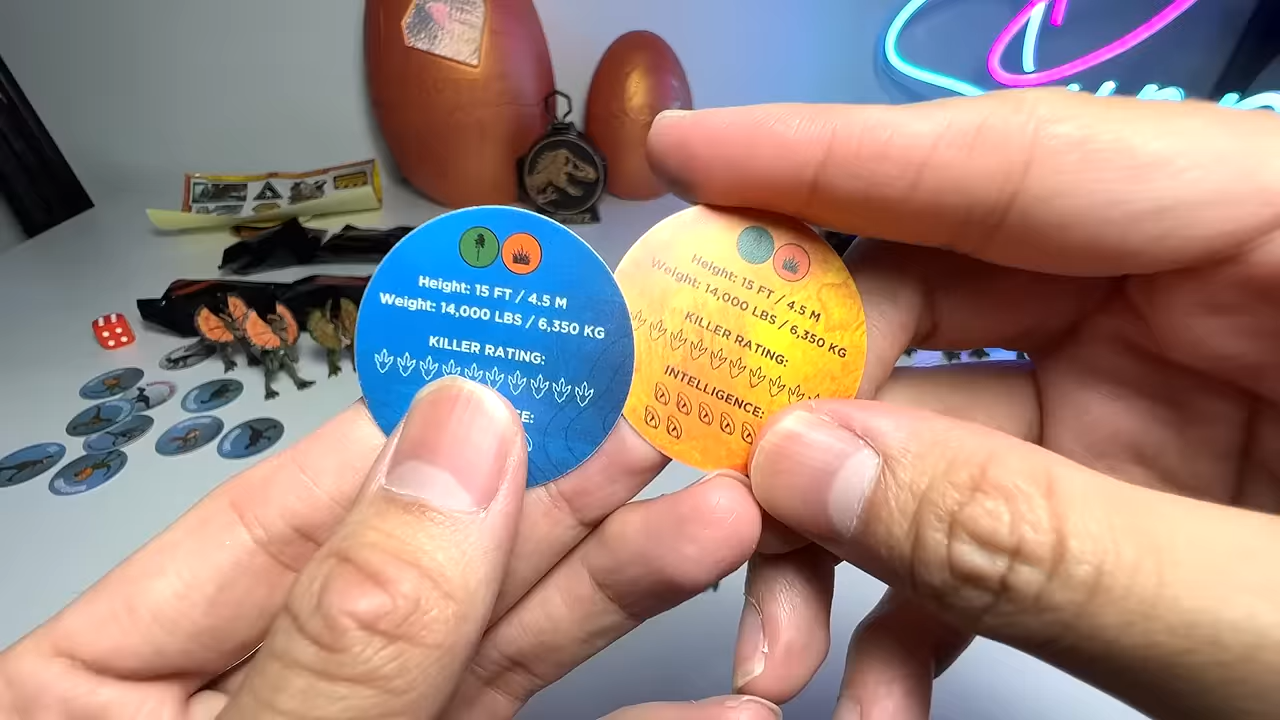 Height: 15 FT / 4.5 M
Weight: 14,000 LBS / 6,350 KG
KILLER RATING:
CE:
Height: 15 FT / 4.5 M
Weight: 14,000 LBS / 6,350 KG
KILLER RATING:
INTELLIGENCE: